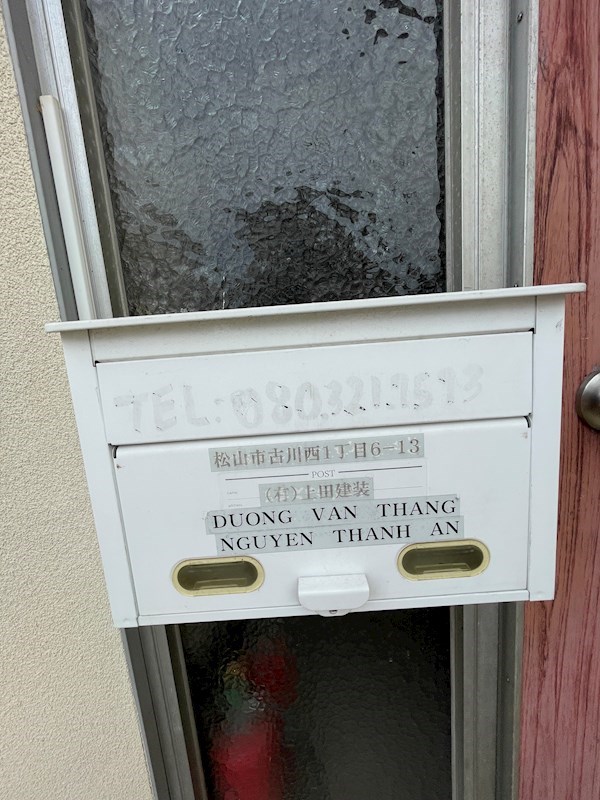 TEL:
松山市古川西1丁目6-13
POST
(有)上田建装
DUONG VAN THANG
NGUYEN THANH AN